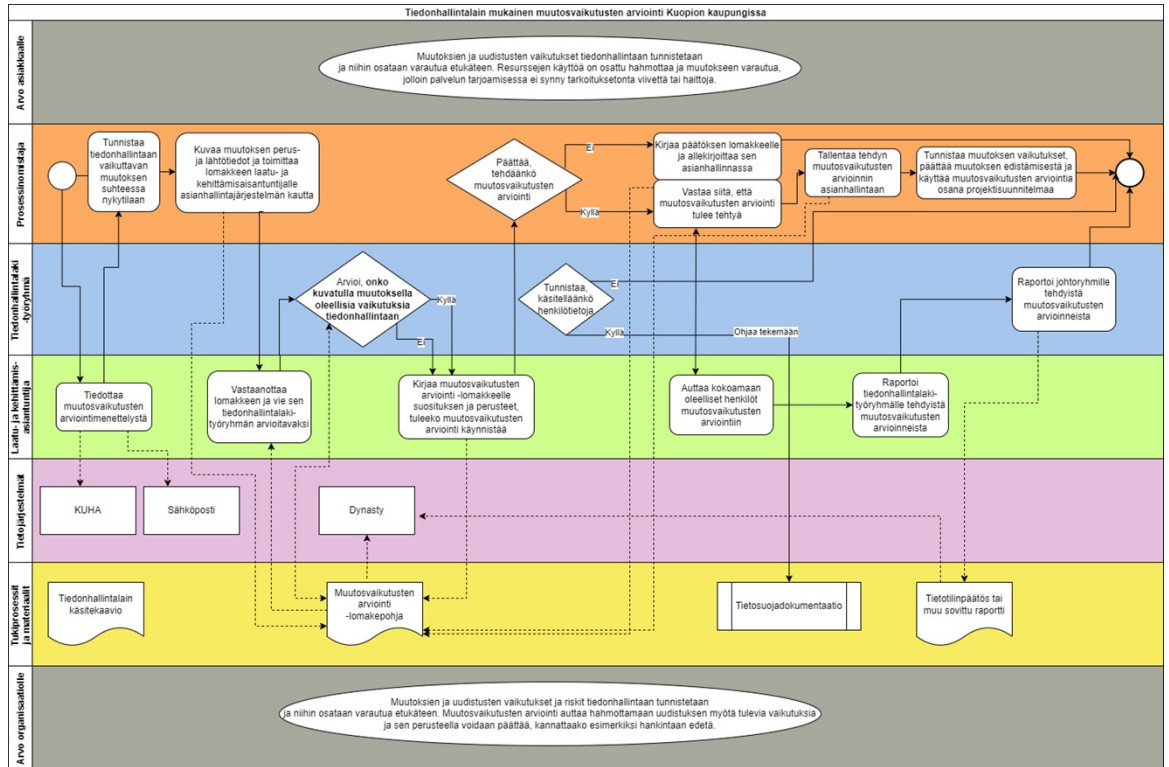 Tiedonhallintalain mukainen muutosvaikutusten arviointi Kuopion kaupungissa
Arvo asiakkaalle
Muutoksien ja uudistusten vaikutukset tiedonhallintaan tunnistetaan
ja niihin osataan varautua etukäteen. Resurssejen käyttöä on osattu hahmottaa ja muutokseen varautua,
jolloin palvelun tarjoamisessa ei synny tarkoituksetonta viivettä tai haittoja.
Prosessinomistaja
Tunnistaa
tiedonhallintaan
vaikuttavan
muutoksen
suhteessa
nykytilaan
Kuvaa muutoksen perus-
ja lähtötiedot ja toimittaa
lomakkeen laatu- ja
kehittämisaisantuntijalle
asianhallintajärjestelmän kautta
Päättää,
tehdäänkö
muutosvaikutusten
arviointi
Ei
Kyllä
Kirjaa päätöksen lomakkeelle
ja allekirjoittaa sen
asianhallinnassa
Vastaa siitä, että
muutosvaikutusten arviointi
tulee tehtyä
Tallentaa tehdyn
muutosvaikutusten
arvioinnin
asianhallintaan
Tunnistaa muutoksen vaikutukset,
päättää muutoksen edistämisestä ja
käyttää muutosvaikutusten arviointia
osana projektisuunnitelmaa
Tiedonhallintalaki
-työryhmä
Arvioi, onko
kuvatulla muutoksella
oleellisia vaikutuksia
tiedonhallintaan
Kyllä
Ei
Tunnistaa,
käsitelläänkö
henkilötietoja
Ei
Kyllä
Ohjaa tekemään
Raportoi johtoryhmille
tehdyistä
muutosvaikutusten
arvioinneista
Laatu- ja kehittämis-
asiantuntija
Tiedottaa
muutosvaikutusten
arviointimenettelystä
Vastaanottaa
lomakkeen ja vie sen
tiedonhallintalaki-
työryhmän arvioitavaksi
Kirjaa muutosvaikutusten
arviointi -lomakkeelle
suosituksen ja perusteet,
tuleeko muutosvaikutusten
arviointi käynnistää
Auttaa kokoamaan
oleelliset henkilöt
muutosvaikutusten
arviointiin
Raportoi
tiedonhallintalaki-
työryhmälle tehdyistä
muutosvaikutusten
arvioinneista
Tietojärjestelmät
KUHA
Sähköposti
Dynasty
Tukiprosessit
ja materiaalit
Tiedonhallintalain
käsitekaavio
Muutosvaikutusten
arviointi
-lomakepohja
Tietosuojadokumentaatio
Tietotilinpäätös tai
muu sovittu raportti
Arvo organisaatiolle
Muutoksien ja uudistusten vaikutukset ja riskit tiedonhallintaan tunnistetaan
ja niihin osataan varautua etukäteen. Muutosvaikutusten arviointi auttaa hahmottamaan uudistuksen myötä tulevia vaikutuksia
ja sen perusteella voidaan päättää, kannattaako esimerkiksi hankintaan edetä.